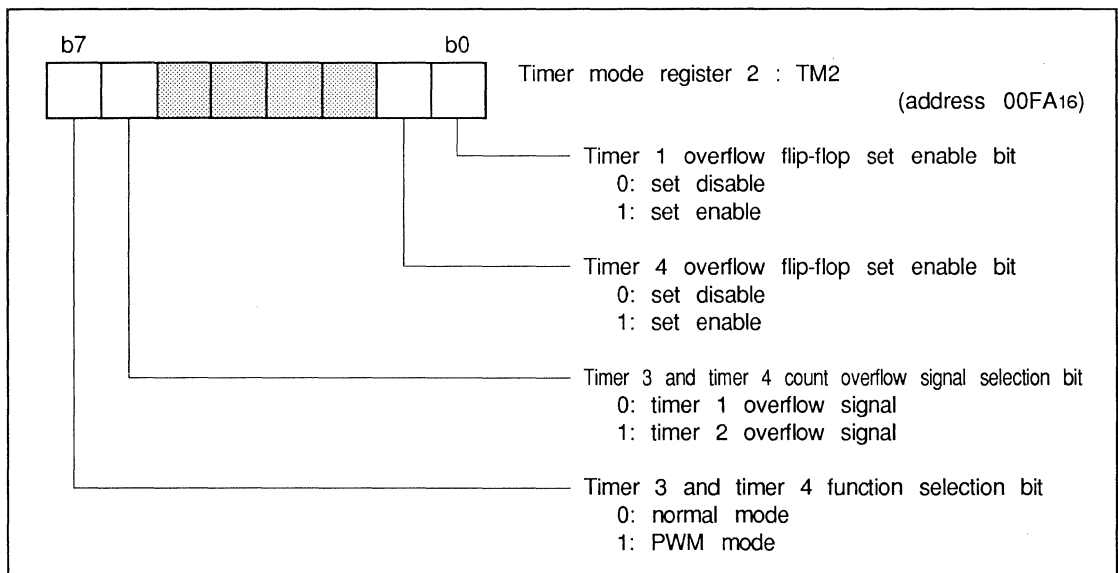 b7 b0
Timer mode register 2 : TM2
(address 00FA16)
Timer 1 overflow flip-flop set enable bit
0: set disable
1: set enable
Timer 4 overflow flip-flop set enable bit
0: set disable
1: set enable
Timer 3 and timer 4 count overflow signal selection bit
0: timer 1 overflow signal
1: timer 2 overflow signal
Timer 3 and timer 4 function selection bit
0: normal mode
1: PWM mode